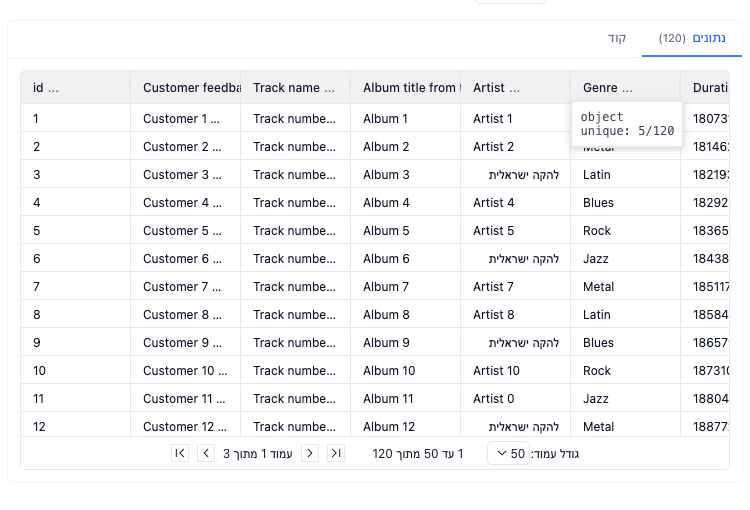 נתונים (120) קוד
id ... Customer feedba Track name ... Album title from Artist ... Genre ... Durati
object
unique: 5/120
1 Customer 1 ... Track numbe... Album 1 Artist 1 18073
2 Customer 2 ... Track numbe... Album 2 Artist 2 Metal 18146
3 Customer 3 ... Track numbe... Album 3 להקה ישראלית Latin 18219
4 Customer 4 ... Track numbe... Album 4 Artist 4 Blues 18292
5 Customer 5 ... Track numbe... Album 5 Artist 5 Rock 18365
6 Customer 6 ... Track numbe... Album 6 להקה ישראלית Jazz 18438
7 Customer 7 ... Track numbe... Album 7 Artist 7 Metal 185117
8 Customer 8 ... Track numbe... Album 8 Artist 8 Latin 18584
9 Customer 9 ... Track numbe... Album 9 להקה ישראלית Blues 18657
10 Customer 10 ... Track numbe... Album 10 Artist 10 Rock 18731
11 Customer 11 ... Track numbe... Album 11 Artist 0 Jazz 18804
12 Customer 12 ... Track numbe... Album 12 להקה ישראלית Metal 18877
גודל עמוד: 50 1 עד 50 מתוך 120 עמוד 1 מתוך 3